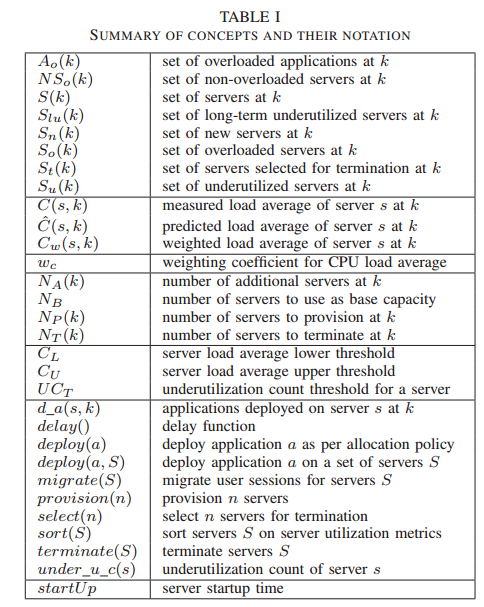 TABLE I
SUMMARY OF CONCEPTS AND THEIR NOTATION
A_o(k) set of overloaded applications at k
NS_o(k) set of non-overloaded servers at k
S(k) set of servers at k
S_lu(k) set of long-term underutilized servers at k
S_n(k) set of new servers at k
S_o(k) set of overloaded servers at k
S_t(k) set of servers selected for termination at k
S_u(k) set of underutilized servers at k
C(s, k) measured load average of server s at k
Ĉ(s, k) predicted load average of server s at k
C_w(s, k) weighted load average of server s at k
w_c weighting coefficient for CPU load average
N_A(k) number of additional servers at k
N_B number of servers to use as base capacity
N_P(k) number of servers to provision at k
N_T(k) number of servers to terminate at k
C_L server load average lower threshold
C_U server load average upper threshold
UC_T underutilization count threshold for a server
d_a(s, k) applications deployed on server s at k
delay() delay function
deploy(a) deploy application a as per allocation policy
deploy(a, S) deploy application a on a set of servers S
migrate(S) migrate user sessions for servers S
provision(n) provision n servers
select(n) select n servers for termination
sort(S) sort servers S on server utilization metrics
terminate(S) terminate servers S
under_u_c(s) underutilization count of server s
startUp server startup time